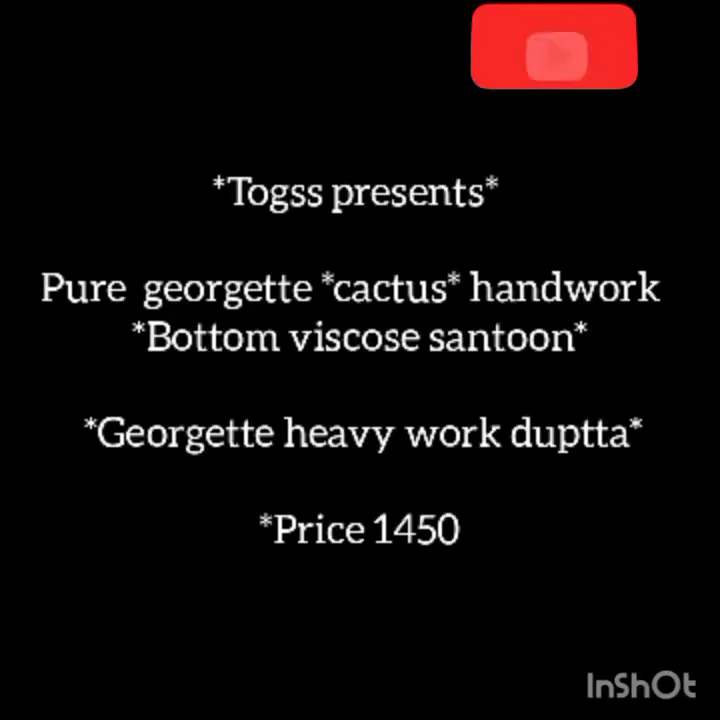 *Togss presents*
Pure georgette *cactus* handwork
*Bottom viscose santoon*
*Georgette heavy work duptta*
*Price 1450
InShOt